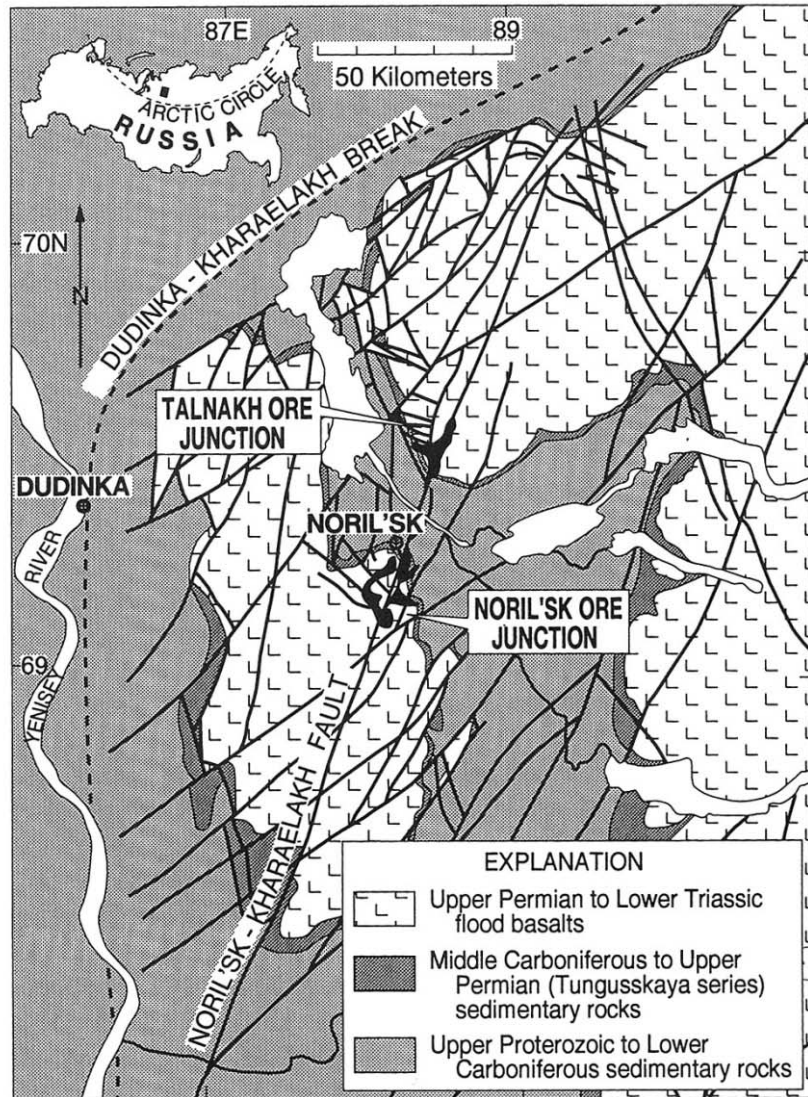 87E
89
50 Kilometers
ARCTIC CIRCLE
RUSSIA
DUDINKA - KHARAELAKH BREAK
70N
N
TALNAKH ORE
JUNCTION
DUDINKA
NORIL'SK
RIVER
NORIL'SK ORE
JUNCTION
69
YENISEY
NORIL'SK - KHARAELAKH FAULT
EXPLANATION
Upper Permian to Lower Triassic
flood basalts
Middle Carboniferous to Upper
Permian (Tungusskaya series)
sedimentary rocks
Upper Proterozoic to Lower
Carboniferous sedimentary rocks